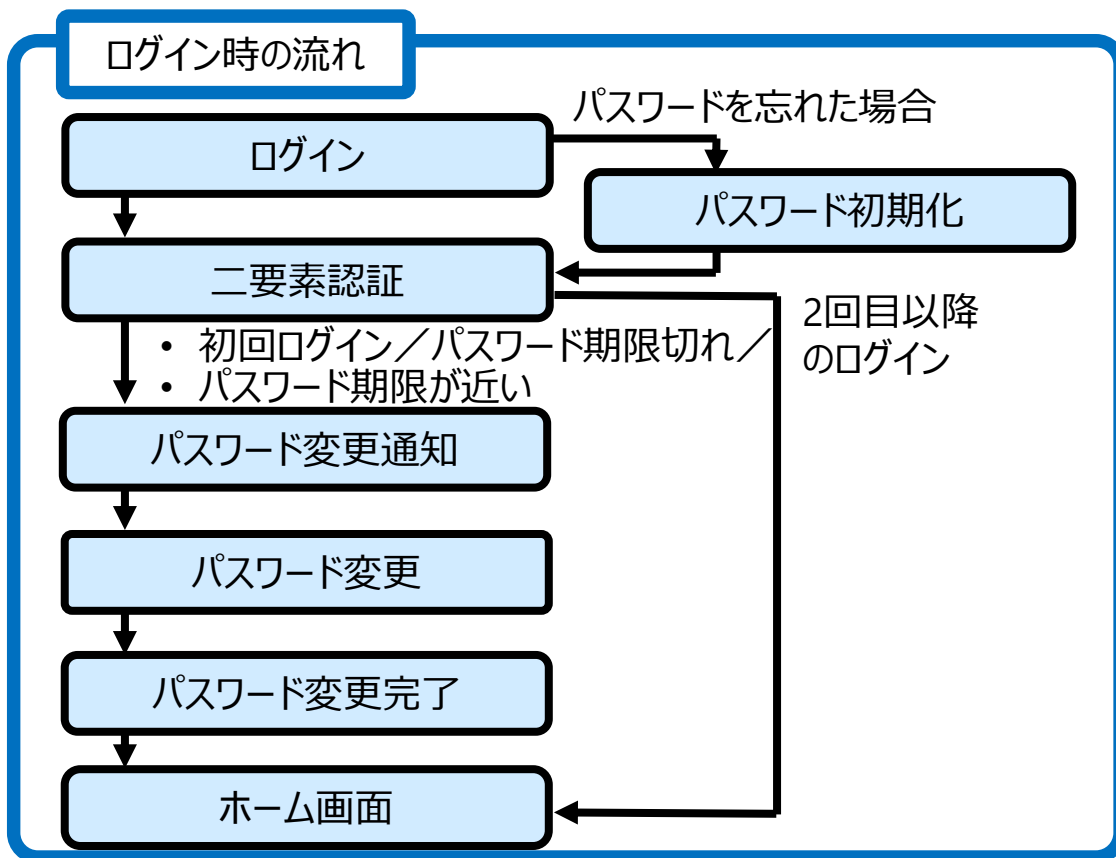 ログイン時の流れ
パスワードを忘れた場合
ログイン
パスワード初期化
二要素認証
2回目以降
のログイン
• 初回ログイン／パスワード期限切れ／
• パスワード期限が近い
パスワード変更通知
パスワード変更
パスワード変更完了
ホーム画面